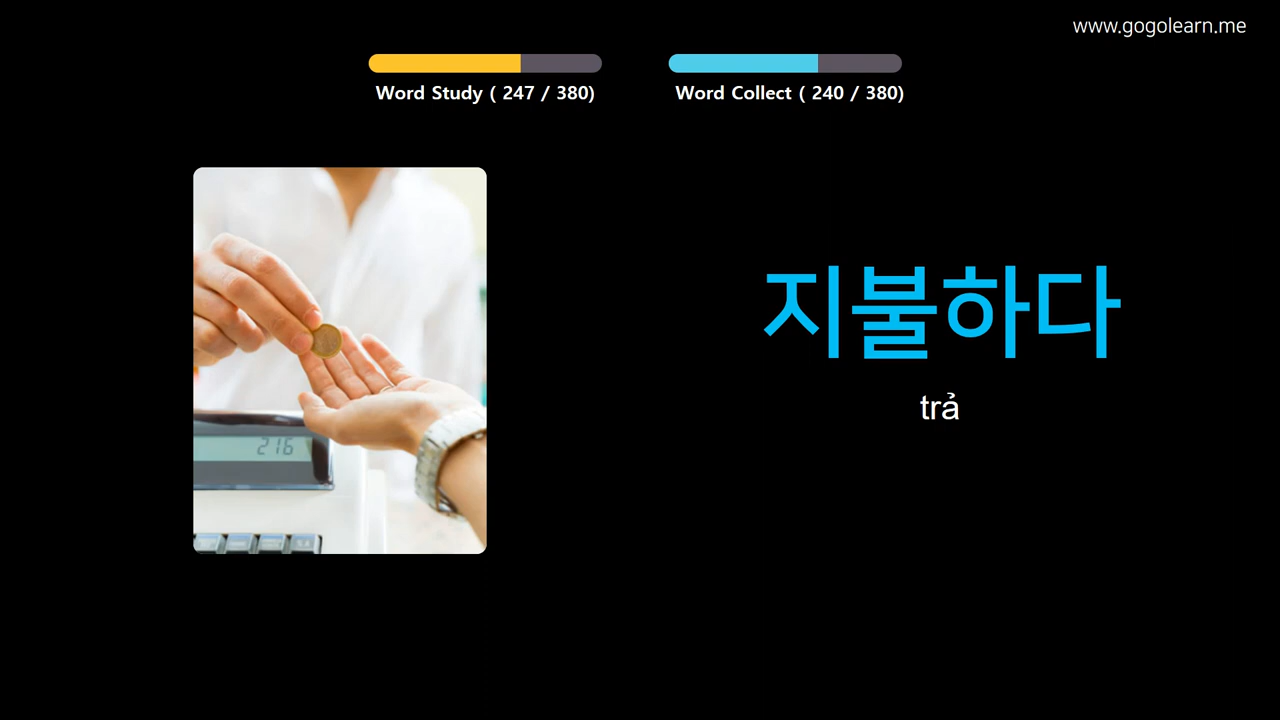 www.gogolearn.me
Word Study ( 247 / 380)
Word Collect ( 240 / 380)
지불하다
trả
216